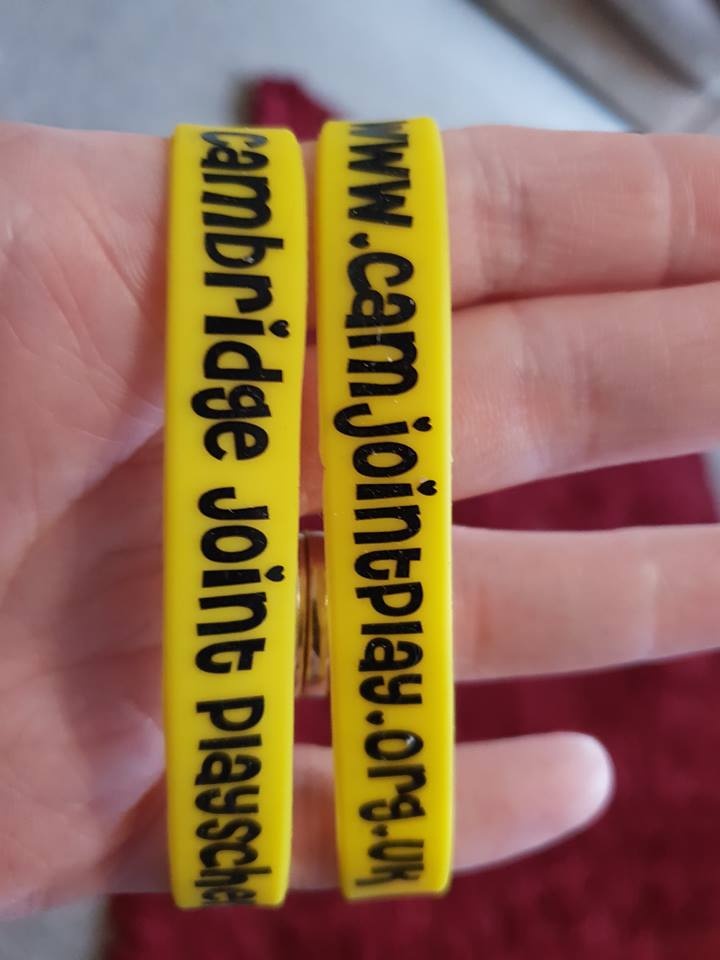 cambridge Joint Playsche
www.camjointplay.org.uk